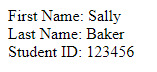 First Name: Sally
Last Name: Baker
Student ID: 123456